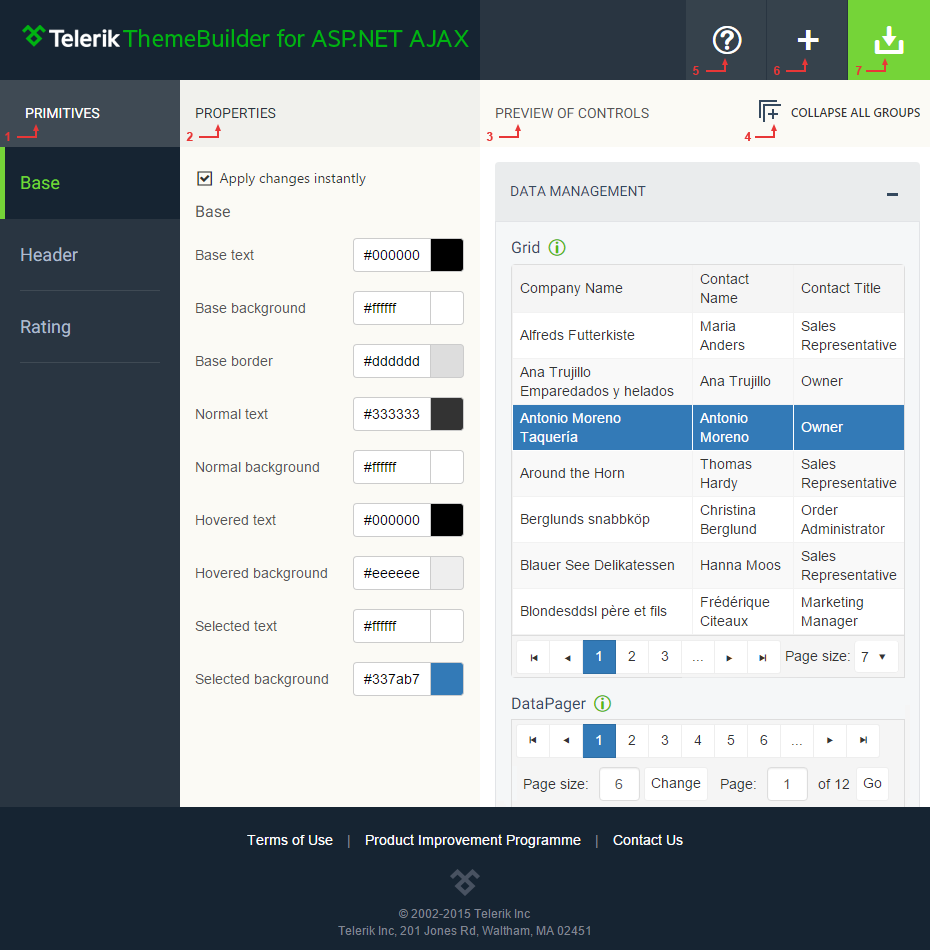 Telerik ThemeBuilder for ASP.NET AJAX
5
6
7
PRIMITIVES
1
PROPERTIES
2
PREVIEW OF CONTROLS
3
COLLAPSE ALL GROUPS
4
Base
Header
Rating
Apply changes instantly
Base
Base text #000000
Base background #ffffff
Base border #dddddd
Normal text #333333
Normal background #ffffff
Hovered text #000000
Hovered background #eeeeee
Selected text #ffffff
Selected background #337ab7
DATA MANAGEMENT
Grid
Company Name
Contact
Name
Contact Title
Alfreds Futterkiste
Maria
Anders
Sales
Representative
Ana Trujillo
Emparedados y helados
Ana Trujillo
Owner
Antonio Moreno
Taquería
Antonio
Moreno
Owner
Around the Horn
Thomas
Hardy
Sales
Representative
Berglunds snabbköp
Christina
Berglund
Order
Administrator
Blauer See Delikatessen
Hanna Moos
Sales
Representative
Blondesddsl père et fils
Frédérique
Citeaux
Marketing
Manager
1 2 3 ... Page size: 7
DataPager
1 2 3 4 5 6 ...
Page size: 6 Change Page: 1 of 12 Go
Terms of Use | Product Improvement Programme | Contact Us
© 2002-2015 Telerik Inc
Telerik Inc, 201 Jones Rd, Waltham, MA 02451